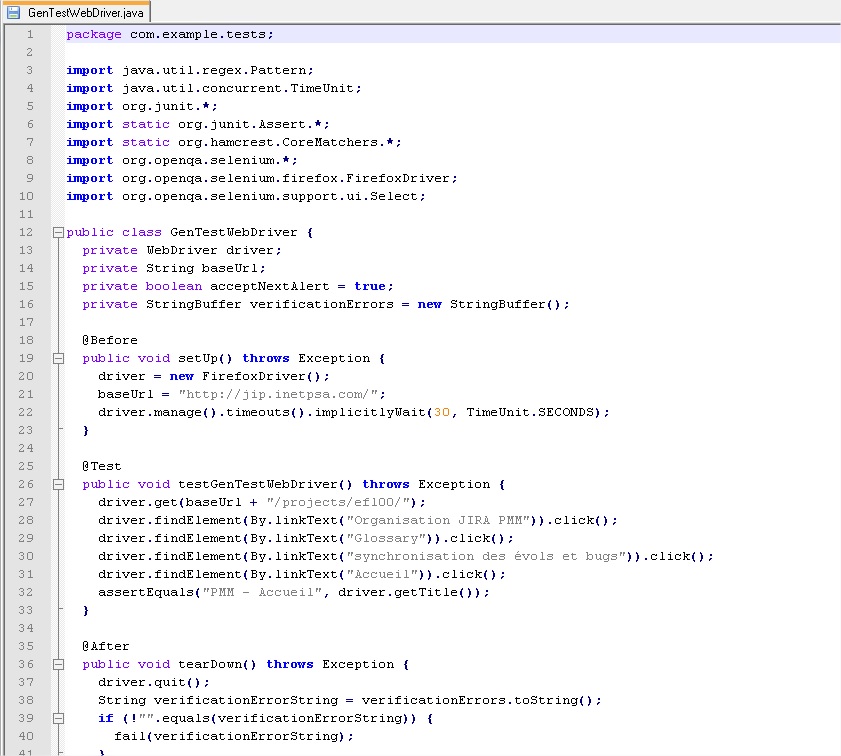 GenTestWebDriver.java
1 package com.example.tests;
2
3 import java.util.regex.Pattern;
4 import java.util.concurrent.TimeUnit;
5 import org.junit.*;
6 import static org.junit.Assert.*;
7 import static org.hamcrest.CoreMatchers.*;
8 import org.openqa.selenium.*;
9 import org.openqa.selenium.firefox.FirefoxDriver;
10 import org.openqa.selenium.support.ui.Select;
11
12 public class GenTestWebDriver {
13 private WebDriver driver;
14 private String baseUrl;
15 private boolean acceptNextAlert = true;
16 private StringBuffer verificationErrors = new StringBuffer();
17
18 @Before
19 public void setUp() throws Exception {
20 driver = new FirefoxDriver();
21 baseUrl = "http://jip.inetpsa.com/";
22 driver.manage().timeouts().implicitlyWait(30, TimeUnit.SECONDS);
23 }
24
25 @Test
26 public void testGenTestWebDriver() throws Exception {
27 driver.get(baseUrl + "/projects/ef100/");
28 driver.findElement(By.linkText("Organisation JIRA PMM")).click();
29 driver.findElement(By.linkText("Glossary")).click();
30 driver.findElement(By.linkText("synchronisation des évols et bugs")).click();
31 driver.findElement(By.linkText("Accueil")).click();
32 assertEquals("PMM - Accueil", driver.getTitle());
33 }
34
35 @After
36 public void tearDown() throws Exception {
37 driver.quit();
38 String verificationErrorString = verificationErrors.toString();
39 if (!"".equals(verificationErrorString)) {
40 fail(verificationErrorString);
41 }